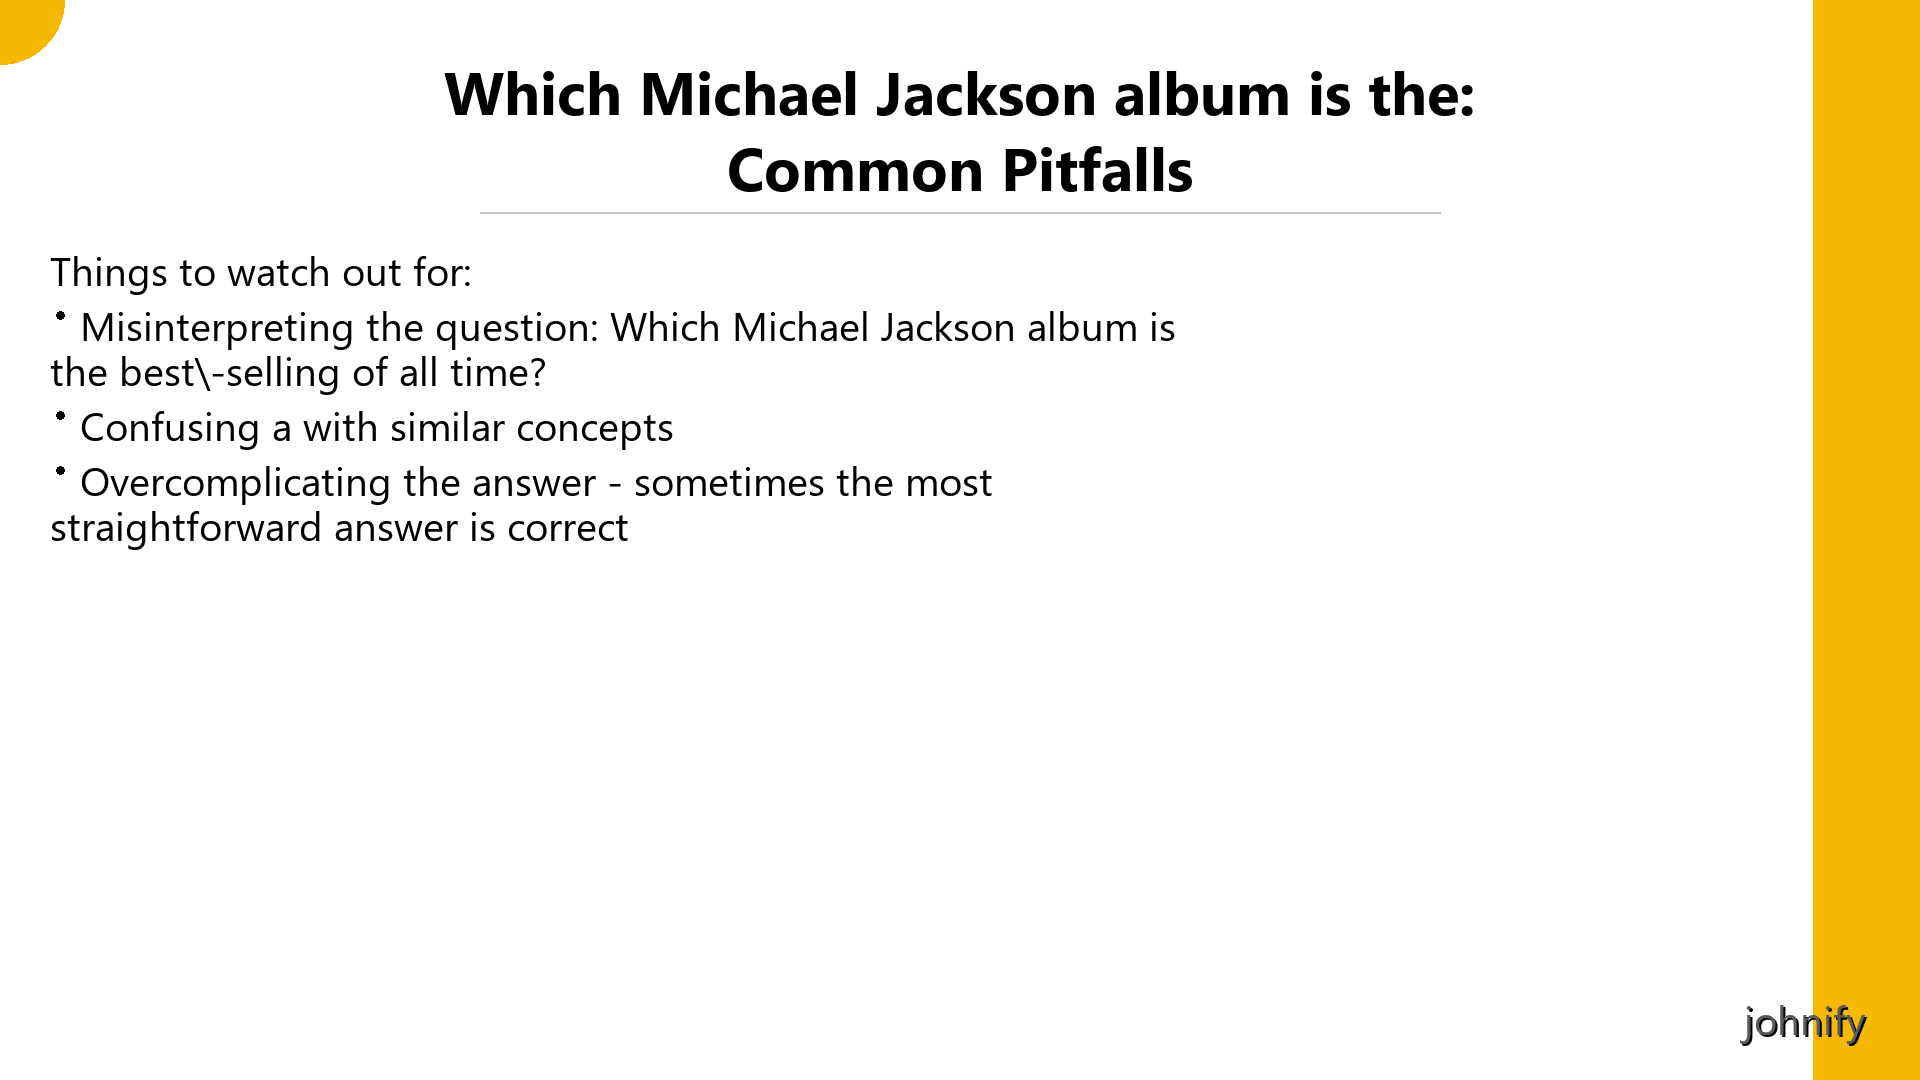 Which Michael Jackson album is the:
Common Pitfalls
Things to watch out for:
• Misinterpreting the question: Which Michael Jackson album is
the best\-selling of all time?
• Confusing a with similar concepts
• Overcomplicating the answer - sometimes the most
straightforward answer is correct
johnify